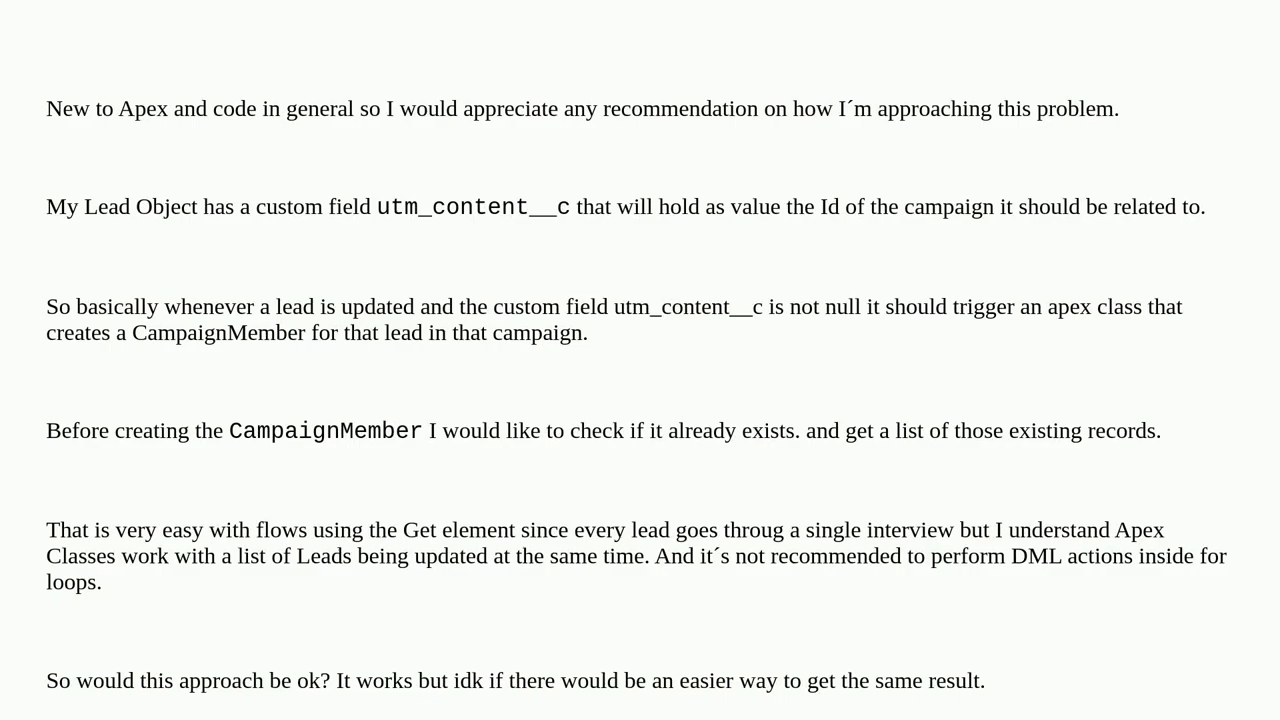 New to Apex and code in general so I would appreciate any recommendation on how I´m approaching this problem.
My Lead Object has a custom field utm_content__c that will hold as value the Id of the campaign it should be related to.
So basically whenever a lead is updated and the custom field utm_content__c is not null it should trigger an apex class that
creates a CampaignMember for that lead in that campaign.
Before creating the CampaignMember I would like to check if it already exists. and get a list of those existing records.
That is very easy with flows using the Get element since every lead goes throug a single interview but I understand Apex
Classes work with a list of Leads being updated at the same time. And it´s not recommended to perform DML actions inside for
loops.
So would this approach be ok? It works but idk if there would be an easier way to get the same result.